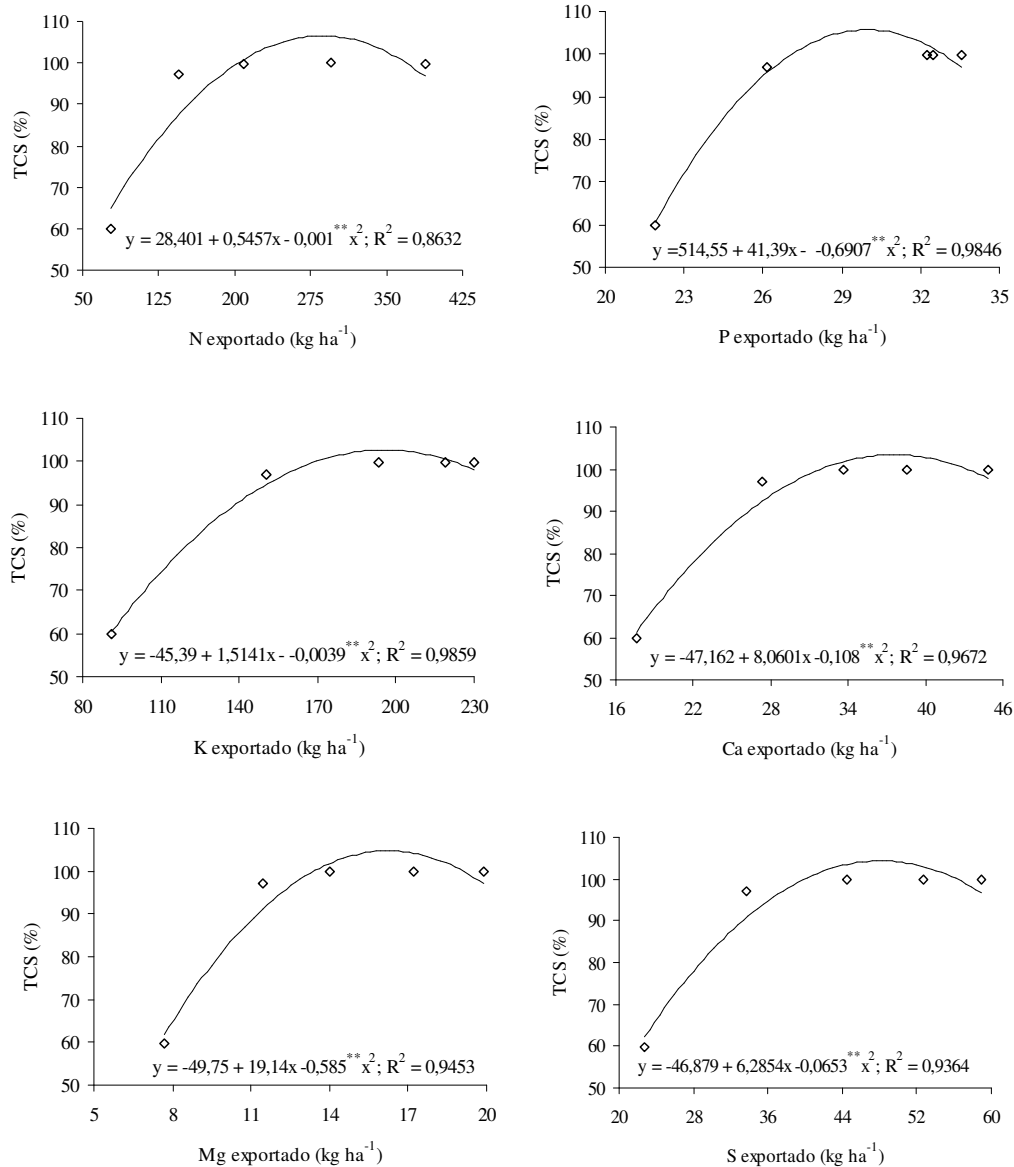 110
100
90
80
70
60
50
TCS (%)
y = 28,401 + 0,5457x - 0,001** x²; R² = 0,8632
50 125 200 275 350 425
N exportado (kg ha⁻¹)
110
100
90
80
70
60
50
TCS (%)
y =514,55 + 41,39x - -0,6907** x²; R² = 0,9846
20 23 26 29 32 35
P exportado (kg ha⁻¹)
110
100
90
80
70
60
50
TCS (%)
y = -45,39 + 1,5141x - -0,0039** x²; R² = 0,9859
80 110 140 170 200 230
K exportado (kg ha⁻¹)
110
100
90
80
70
60
50
TCS (%)
y = -47,162 + 8,0601x -0,108** x²; R² = 0,9672
16 22 28 34 40 46
Ca exportado (kg ha⁻¹)
110
100
90
80
70
60
50
TCS (%)
y = -49,75 + 19,14x -0,585** x²; R² = 0,9453
5 8 11 14 17 20
Mg exportado (kg ha⁻¹)
110
100
90
80
70
60
50
TCS (%)
y = -46,879 + 6,2854x -0,0653** x²; R² = 0,9364
20 28 36 44 52 60
S exportado (kg ha⁻¹)